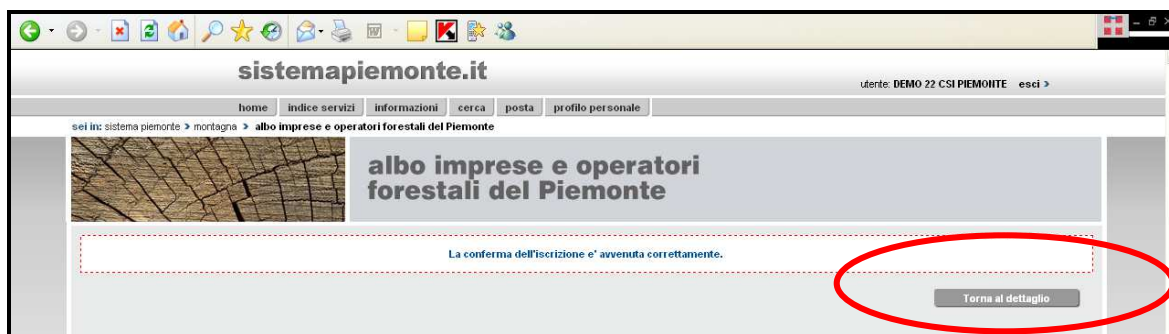 sistemapiemonte.it
utente: DEMO 22 CSI PIEMONTE esci >
home indice servizi informazioni cerca posta profilo personale
sei in: sistema piemonte > montagna > albo imprese e operatori forestali del Piemonte
albo imprese e operatori
forestali del Piemonte
La conferma dell'iscrizione e' avvenuta correttamente.
Torna al dettaglio